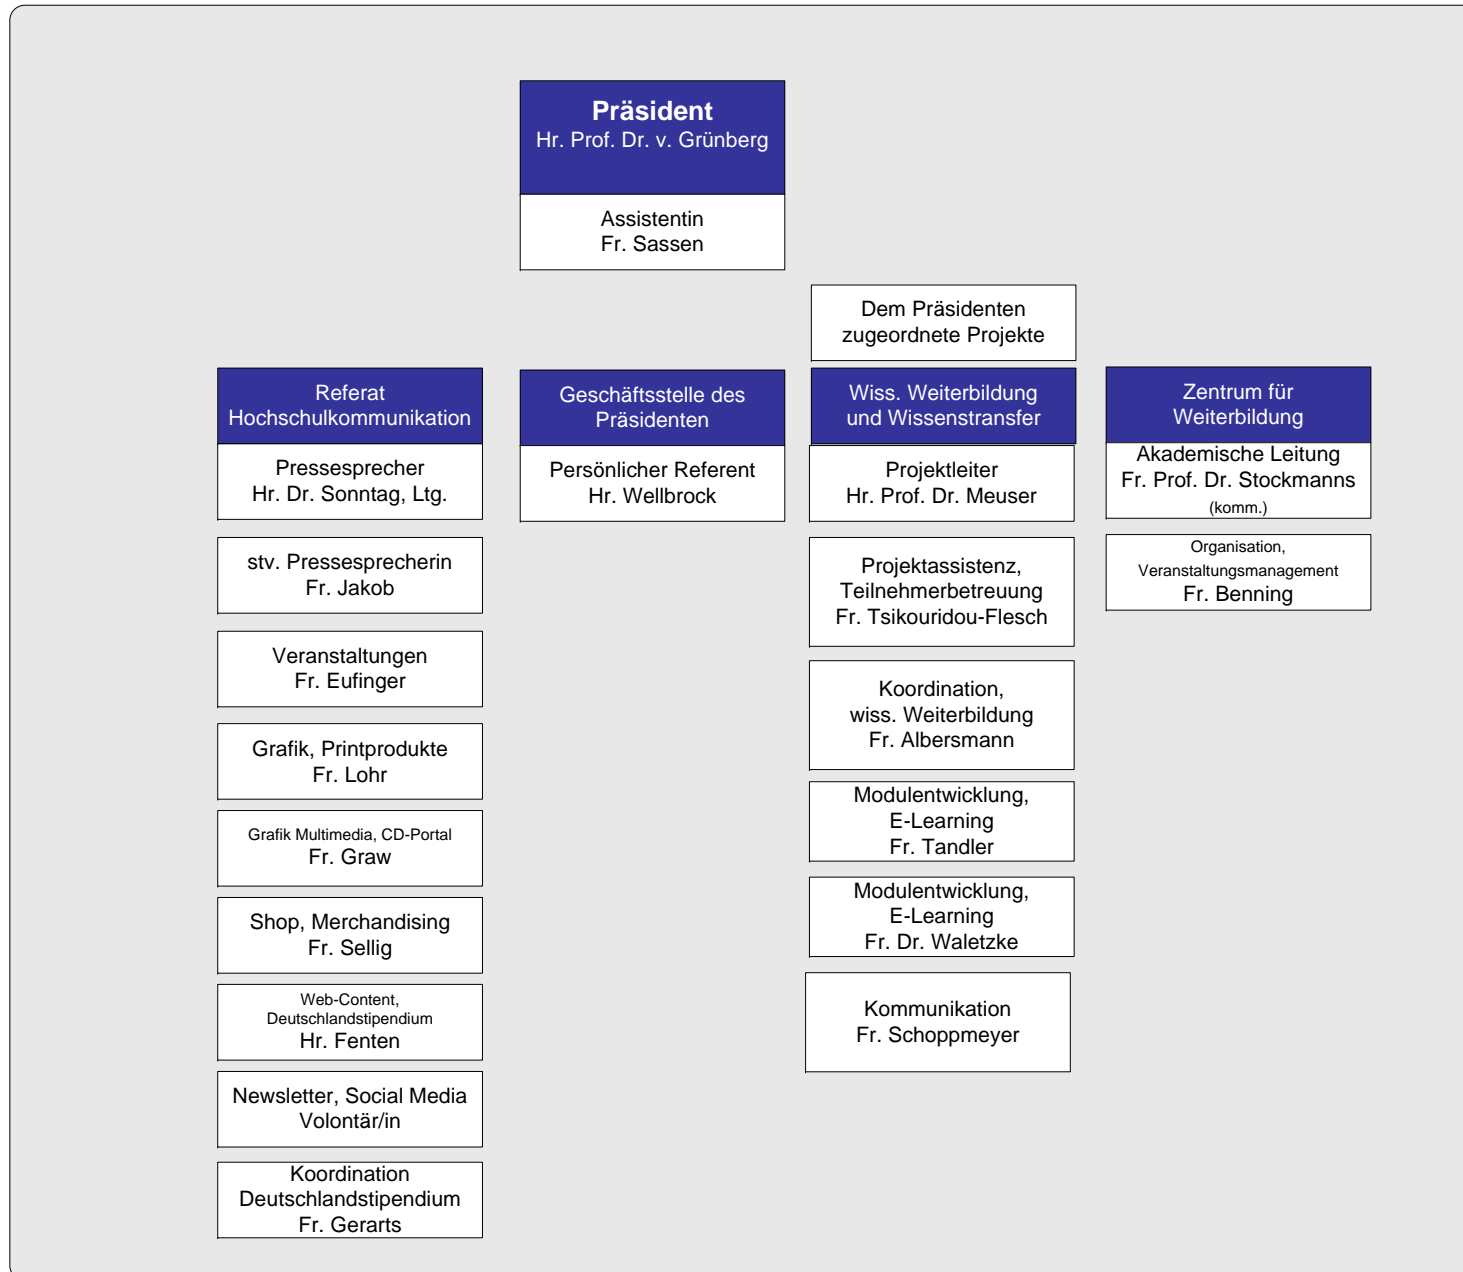 Präsident
Hr. Prof. Dr. v. Grünberg
Assistentin
Fr. Sassen
Dem Präsidenten
zugeordnete Projekte
Referat
Hochschulkommunikation
Pressesprecher
Hr. Dr. Sonntag, Ltg.
stv. Pressesprecherin
Fr. Jakob
Veranstaltungen
Fr. Eufinger
Grafik, Printprodukte
Fr. Lohr
Grafik Multimedia, CD-Portal
Fr. Graw
Shop, Merchandising
Fr. Sellig
Web-Content,
Deutschlandstipendium
Hr. Fenten
Newsletter, Social Media
Volontär/in
Koordination
Deutschlandstipendium
Fr. Gerarts
Geschäftsstelle des
Präsidenten
Persönlicher Referent
Hr. Wellbrock
Wiss. Weiterbildung
und Wissenstransfer
Projektleiter
Hr. Prof. Dr. Meuser
Projektassistenz,
Teilnehmerbetreuung
Fr. Tsikouridou-Flesch
Koordination,
wiss. Weiterbildung
Fr. Albersmann
Modulentwicklung,
E-Learning
Fr. Tandler
Modulentwicklung,
E-Learning
Fr. Dr. Waletzke
Kommunikation
Fr. Schoppmeyer
Zentrum für
Weiterbildung
Akademische Leitung
Fr. Prof. Dr. Stockmanns
(komm.)
Organisation,
Veranstaltungsmanagement
Fr. Benning